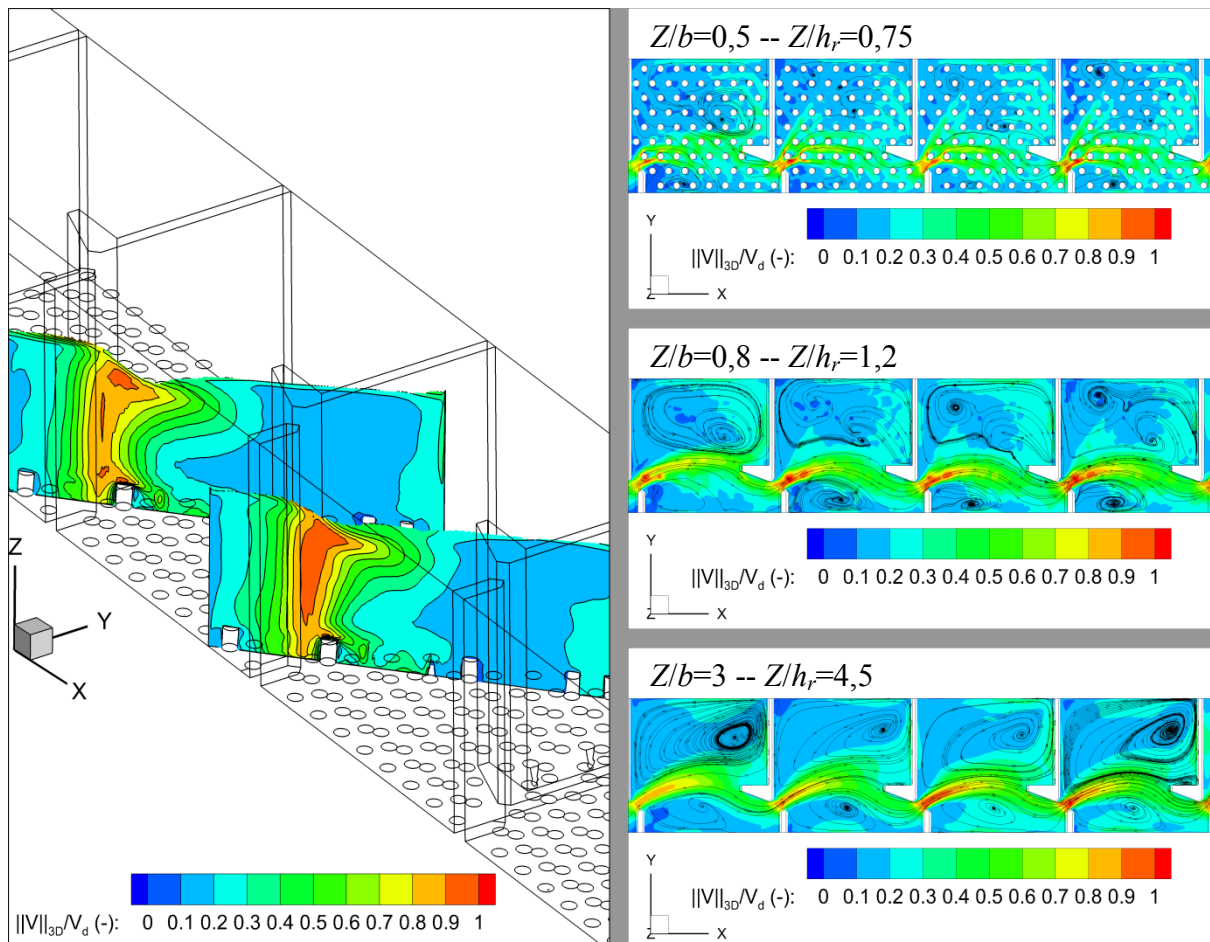 Z
Y
X
||V||3D/Vd (-):
0 0.1 0.2 0.3 0.4 0.5 0.6 0.7 0.8 0.9 1
Z/b=0,5 -- Z/hr=0,75
Y
Z X
||V||3D/Vd (-):
0 0.1 0.2 0.3 0.4 0.5 0.6 0.7 0.8 0.9 1
Z/b=0,8 -- Z/hr=1,2
Y
Z X
||V||3D/Vd (-):
0 0.1 0.2 0.3 0.4 0.5 0.6 0.7 0.8 0.9 1
Z/b=3 -- Z/hr=4,5
Y
Z X
||V||3D/Vd (-):
0 0.1 0.2 0.3 0.4 0.5 0.6 0.7 0.8 0.9 1